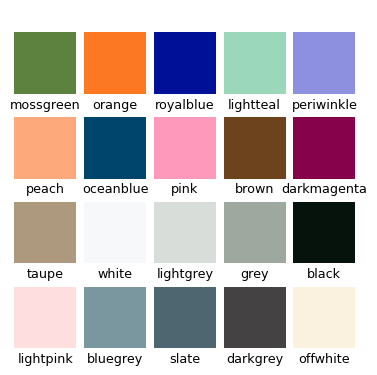 mossgreen orange royalblue lightteal periwinkle
peach oceanblue pink brown darkmagenta
taupe white lightgrey grey black
lightpink bluegrey slate darkgrey offwhite